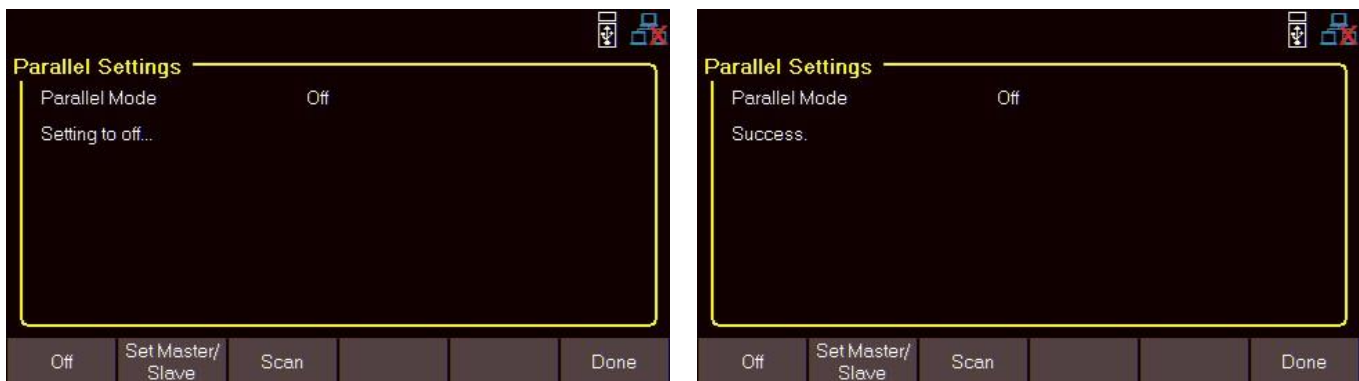 Parallel Settings
Parallel Mode Off
Setting to off...
Off
Set Master/
Slave
Scan
Done
Parallel Settings
Parallel Mode Off
Success.
Off
Set Master/
Slave
Scan
Done